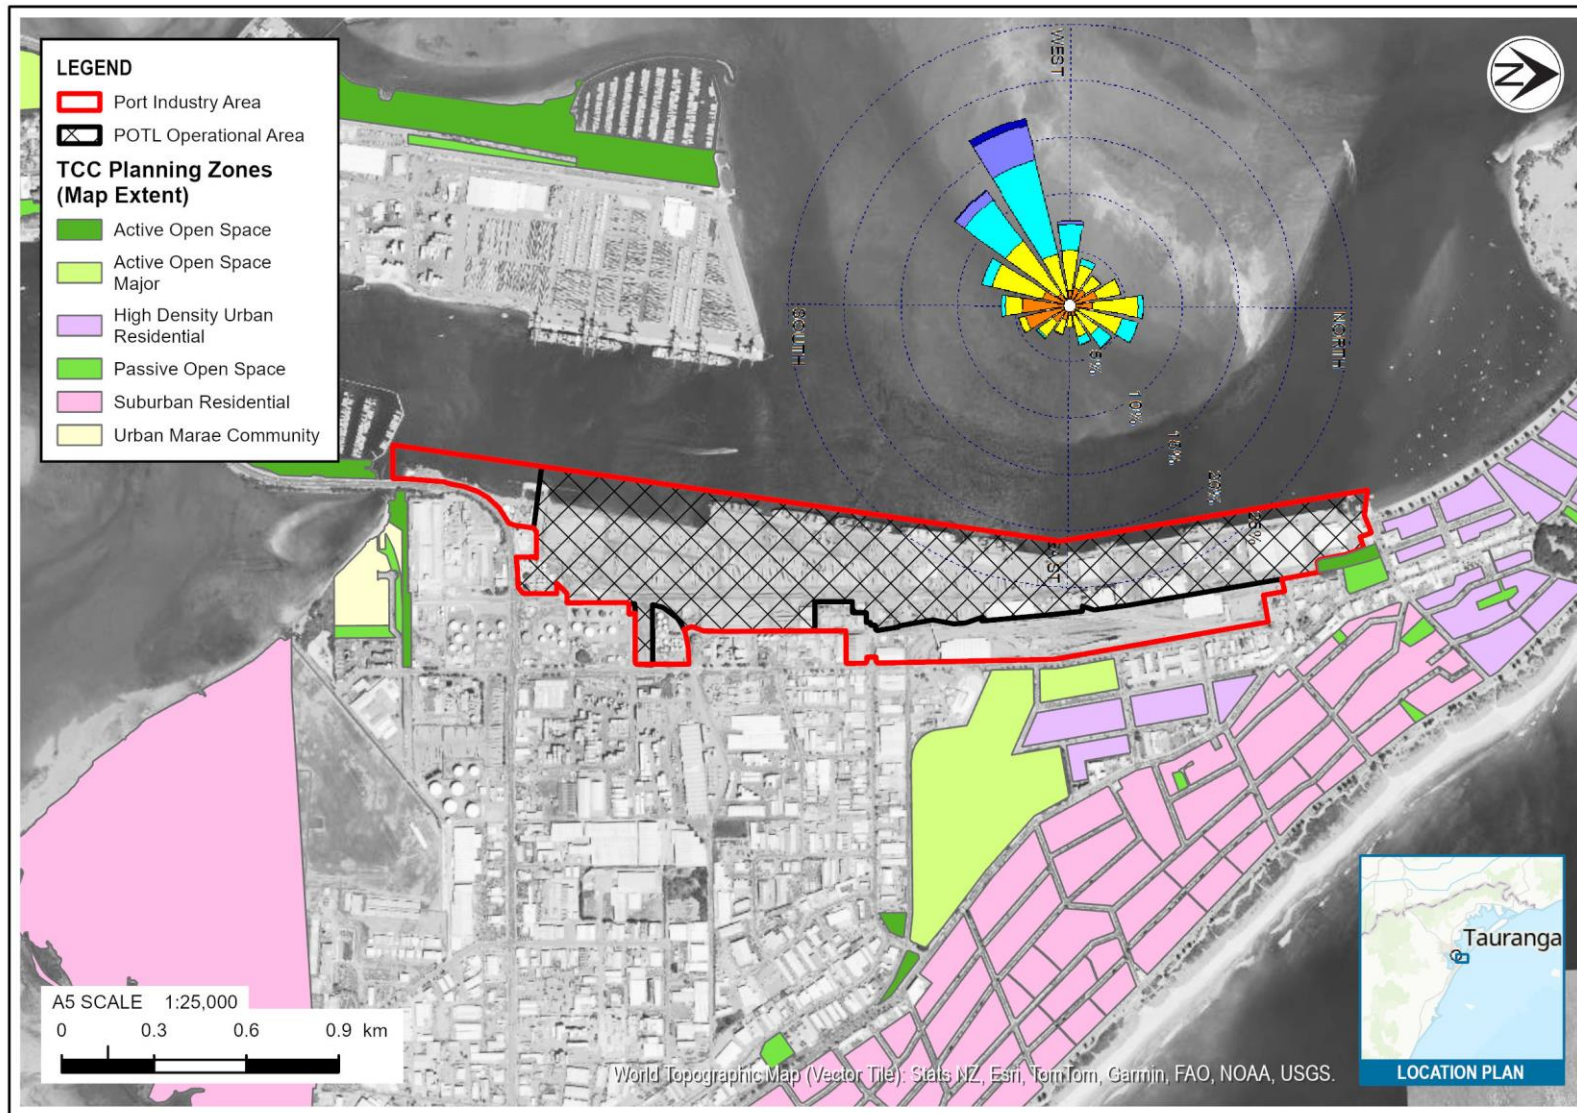 LEGEND
Port Industry Area
POTL Operational Area
TCC Planning Zones
(Map Extent)
Active Open Space
Active Open Space
Major
High Density Urban
Residential
Passive Open Space
Suburban Residential
Urban Marae Community
WEST
N
SOUTH
NORTH
5%
10%
15%
20%
25%
EAST
Tauranga
LOCATION PLAN
A5 SCALE 1:25,000
0 0.3 0.6 0.9 km
World Topographic Map (Vector Tile): Stats NZ, Esri, TomTom, Garmin, FAO, NOAA, USGS.